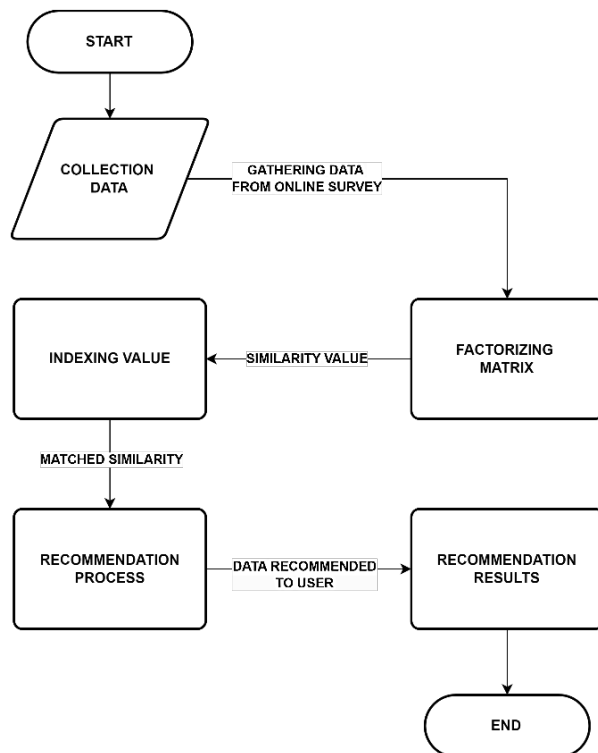 START
COLLECTION
DATA
GATHERING DATA
FROM ONLINE SURVEY
FACTORIZING
MATRIX
SIMILARITY VALUE
INDEXING VALUE
MATCHED SIMILARITY
RECOMMENDATION
PROCESS
DATA RECOMMENDED
TO USER
RECOMMENDATION
RESULTS
END